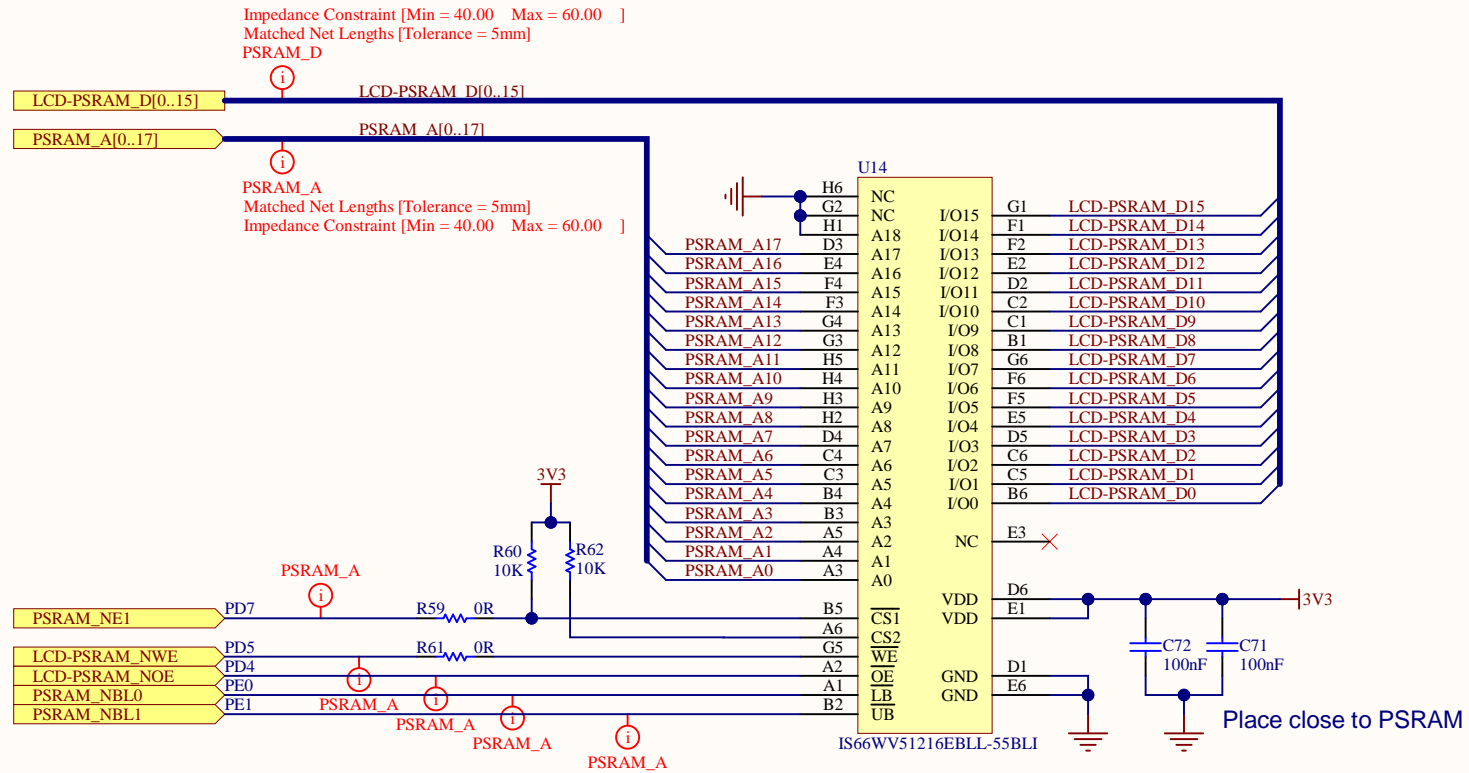 Impedance Constraint [Min = 40.00 Max = 60.00 ]
Matched Net Lengths [Tolerance = 5mm]
PSRAM_D
i
LCD-PSRAM_D[0..15]
LCD-PSRAM_D[0..15]
PSRAM_A[0..17]
PSRAM_A[0..17]
i
PSRAM_A
Matched Net Lengths [Tolerance = 5mm]
Impedance Constraint [Min = 40.00 Max = 60.00 ]
U14
H6 NC
G2 NC I/O15 G1 LCD-PSRAM_D15
H1 A18 I/O14 F1 LCD-PSRAM_D14
PSRAM_A17 D3 A17 I/O13 F2 LCD-PSRAM_D13
PSRAM_A16 E4 A16 I/O12 E2 LCD-PSRAM_D12
PSRAM_A15 F4 A15 I/O11 D2 LCD-PSRAM_D11
PSRAM_A14 F3 A14 I/O10 C2 LCD-PSRAM_D10
PSRAM_A13 G4 A13 I/O9 C1 LCD-PSRAM_D9
PSRAM_A12 G3 A12 I/O8 B1 LCD-PSRAM_D8
PSRAM_A11 H5 A11 I/O7 G6 LCD-PSRAM_D7
PSRAM_A10 H4 A10 I/O6 F6 LCD-PSRAM_D6
PSRAM_A9 H3 A9 I/O5 F5 LCD-PSRAM_D5
PSRAM_A8 H2 A8 I/O4 E5 LCD-PSRAM_D4
PSRAM_A7 D4 A7 I/O3 D5 LCD-PSRAM_D3
PSRAM_A6 C4 A6 I/O2 C6 LCD-PSRAM_D2
PSRAM_A5 C3 A5 I/O1 C5 LCD-PSRAM_D1
PSRAM_A4 B4 A4 I/O0 B6 LCD-PSRAM_D0
PSRAM_A3 B3 A3
PSRAM_A2 A5 A2 NC E3
PSRAM_A1 A4 A1
PSRAM_A0 A3 A0
3V3
R60 R62
10K 10K
PSRAM_A
i
PSRAM_NE1 PD7 R59 0R B5 CS1
A6 CS2
LCD-PSRAM_NWE PD5 R61 0R G5 WE
LCD-PSRAM_NOE PD4 A2 OE
PSRAM_NBL0 PE0 A1 LB
PSRAM_NBL1 PE1 B2 UB
i
PSRAM_A
i
PSRAM_A
i
PSRAM_A
i
PSRAM_A
VDD D6 3V3
VDD E1
C72 C71
100nF 100nF
GND D1
GND E6
IS66WV51216EBLL-55BLI
Place close to PSRAM